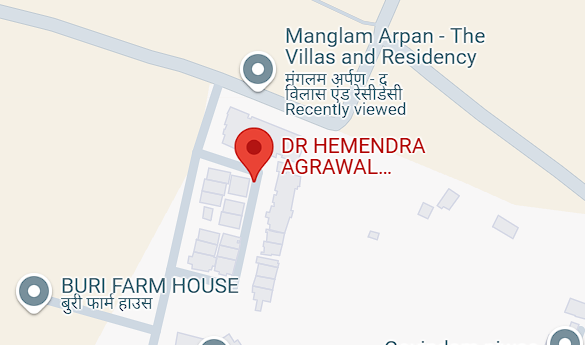 Manglam Arpan - The
Villas and Residency
मंगलम अर्पण - द
विलास एंड रेसीडेंसी
Recently viewed
DR HEMENDRA
AGRAWAL...
BURI FARM HOUSE
बुरी फार्म हाउस